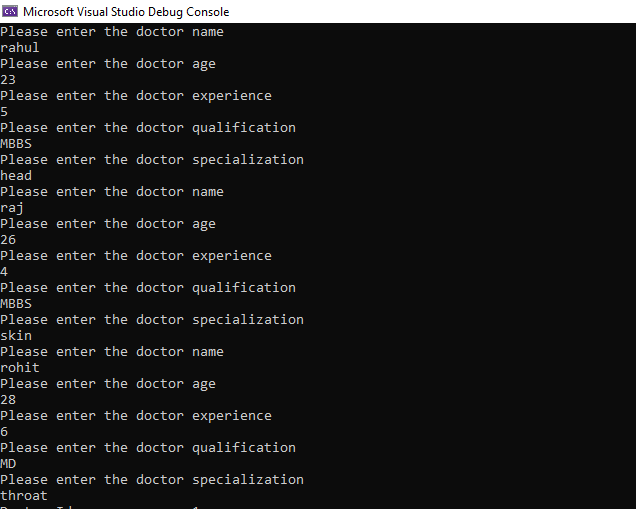 Microsoft Visual Studio Debug Console
Please enter the doctor name
rahul
Please enter the doctor age
23
Please enter the doctor experience
5
Please enter the doctor qualification
MBBS
Please enter the doctor specialization
head
Please enter the doctor name
raj
Please enter the doctor age
26
Please enter the doctor experience
4
Please enter the doctor qualification
MBBS
Please enter the doctor specialization
skin
Please enter the doctor name
rohit
Please enter the doctor age
28
Please enter the doctor experience
6
Please enter the doctor qualification
MD
Please enter the doctor specialization
throat